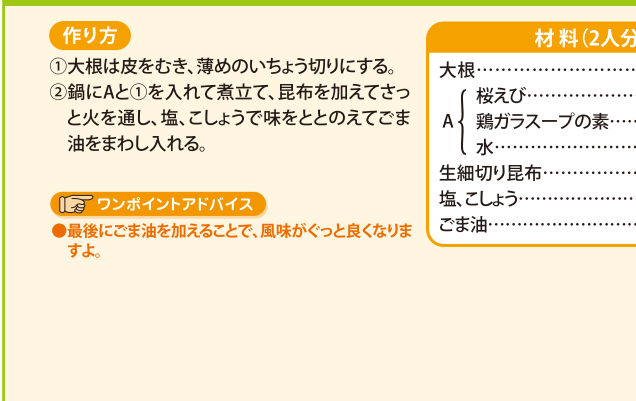 作り方
①大根は皮をむき、薄めのいちょう切りにする。
②鍋にAと①を入れて煮立て、昆布を加えてさっ
と火を通し、塩、こしょうで味をととのえてごま
油をまわし入れる。
ワンポイントアドバイス
●最後にごま油を加えることで、風味がぐっと良くなりま
すよ。
材料(2人分
大根…………………………
桜えび…………………
A 鶏ガラスープの素……
水………………………
生細切り昆布………………
塩、こしょう…………………
ごま油………………………